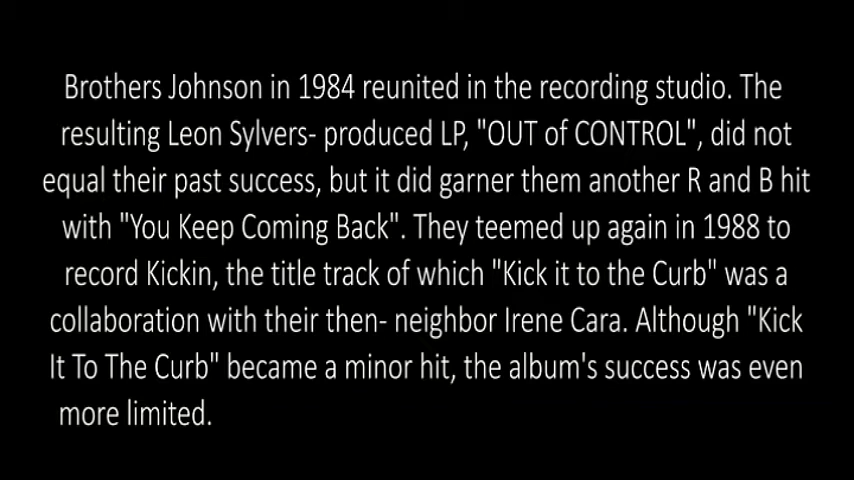 Brothers Johnson in 1984 reunited in the recording studio. The
resulting Leon Sylvers- produced LP, "OUT of CONTROL", did not
equal their past success, but it did garner them another R and B hit
with "You Keep Coming Back". They teemed up again in 1988 to
record Kickin, the title track of which "Kick it to the Curb" was a
collaboration with their then- neighbor Irene Cara. Although "Kick
It To The Curb" became a minor hit, the album's success was even
more limited.